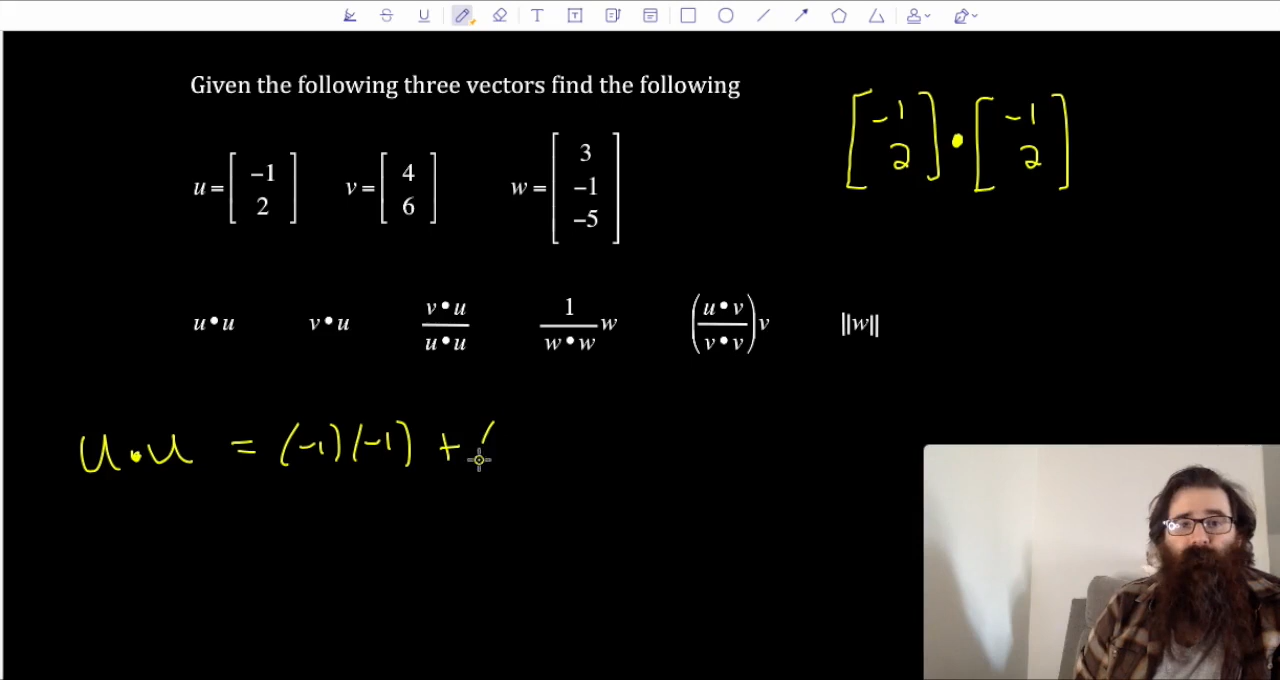 Given the following three vectors find the following
u = [-1 2] v = [4 6] w = [3 -1 -5]
[-1 2] • [-1 2]
u•u v•u v•u/u•u 1/w•w w (u•v/v•v)v ||w||
u•u = (-1)(-1) + (